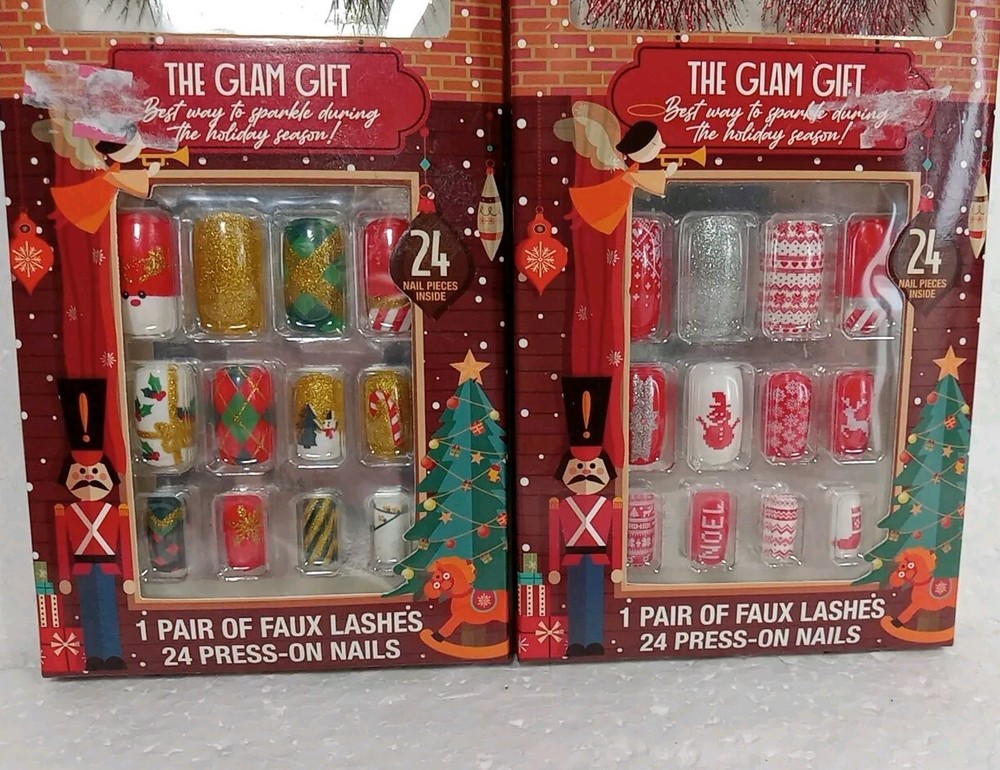 THE GLAM GIFT
Best way to sparkle during
the holiday season!
24
NAIL PIECES
INSIDE
1 PAIR OF FAUX LASHES
24 PRESS-ON NAILS
THE GLAM GIFT
Best way to sparkle during
the holiday season!
24
NAIL PIECES
INSIDE
NOEL
1 PAIR OF FAUX LASHES
24 PRESS-ON NAILS